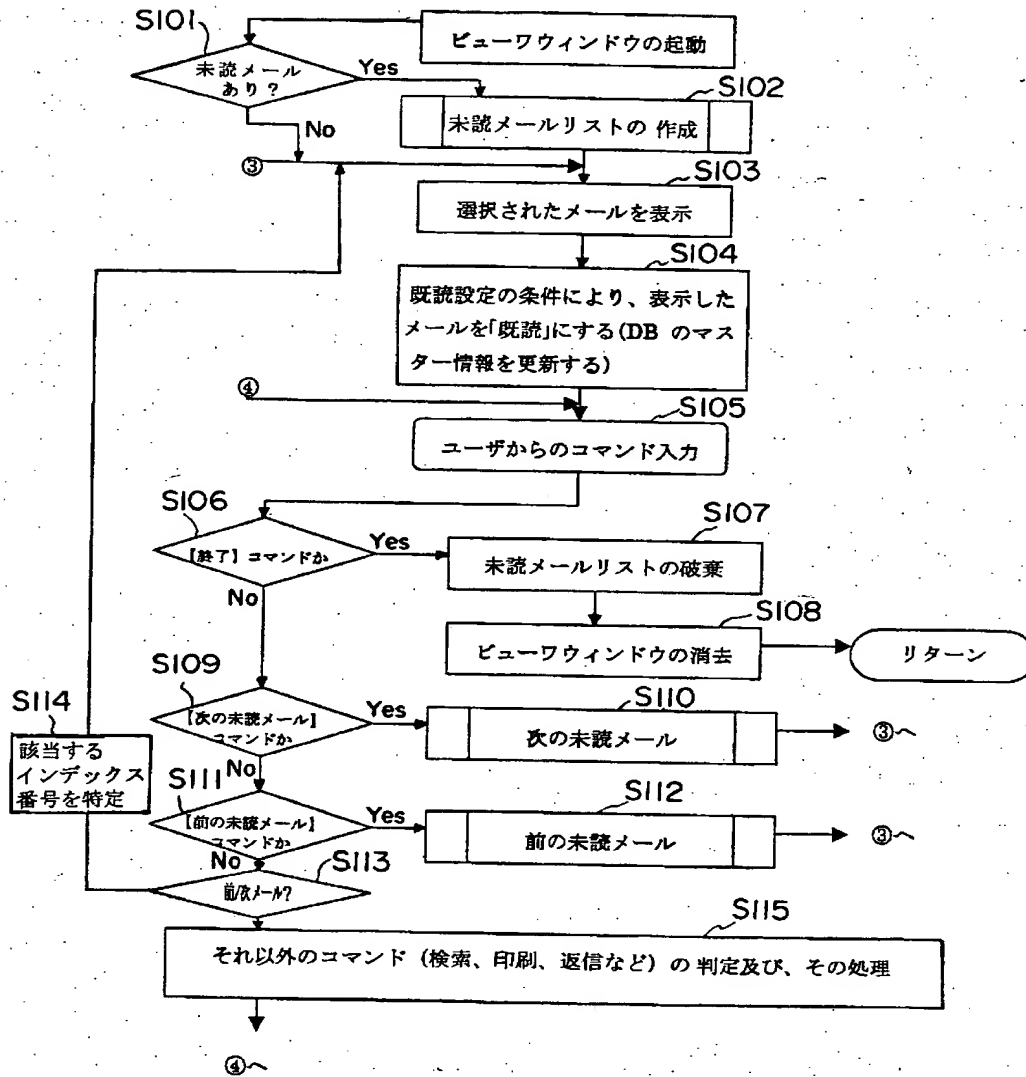 S101
ビューワウィンドウの起動
未読メール
あり?
Yes
S102
未読メールリストの 作成
No
③
S103
選択されたメールを表示
S104
既読設定の条件により、表示した
メールを「既読」にする(DB のマス
ター情報を更新する)
④
S105
ユーザからのコマンド入力
S106
【終了】コマンドか
Yes
S107
未読メールリストの破棄
No
S108
ビューワウィンドウの消去
リターン
S109
【次の未読メール】
コマンドか
Yes
S110
次の未読メール
③へ
S114
該当する
インデックス
番号を特定
No
S111
【前の未読メール】
コマンドか
Yes
S112
前の未読メール
③へ
No
S113
前/次メール?
S115
それ以外のコマンド (検索、印刷、返信など) の 判定及び、その処理
④へ